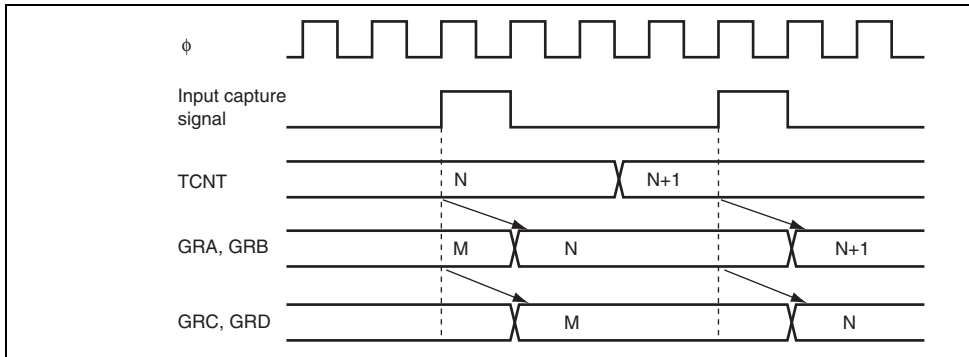 ϕ
Input capture
signal
TCNT
N
N+1
GRA, GRB
M
N
N+1
GRC, GRD
M
N